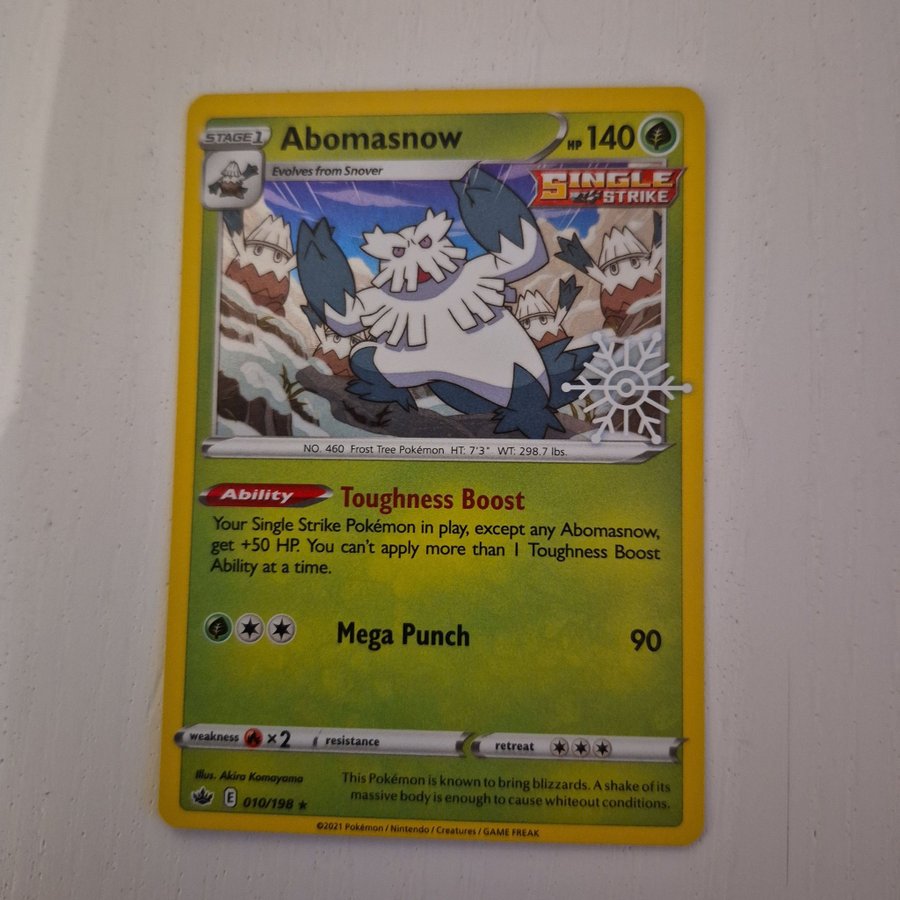 STAGE 1
Abomasnow
HP 140
Evolves from Snover
SINGLE
STRIKE
NO. 460 Frost Tree Pokémon HT: 7'3" WT: 298.7 lbs.
Ability Toughness Boost
Your Single Strike Pokémon in play, except any Abomasnow,
get +50 HP. You can't apply more than 1 Toughness Boost
Ability at a time.
Mega Punch 90
weakness ×2 resistance retreat
Illus. Akira Komayama
This Pokémon is known to bring blizzards. A shake of its
massive body is enough to cause whiteout conditions.
E 010/198 ★
©2021 Pokémon / Nintendo / Creatures / GAME FREAK